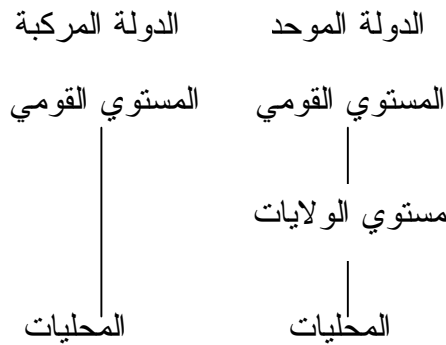 الدولة الموحد
الدولة المركبة
المستوي القومي
المستوي القومي
مستوي الولايات
المحليات
المحليات